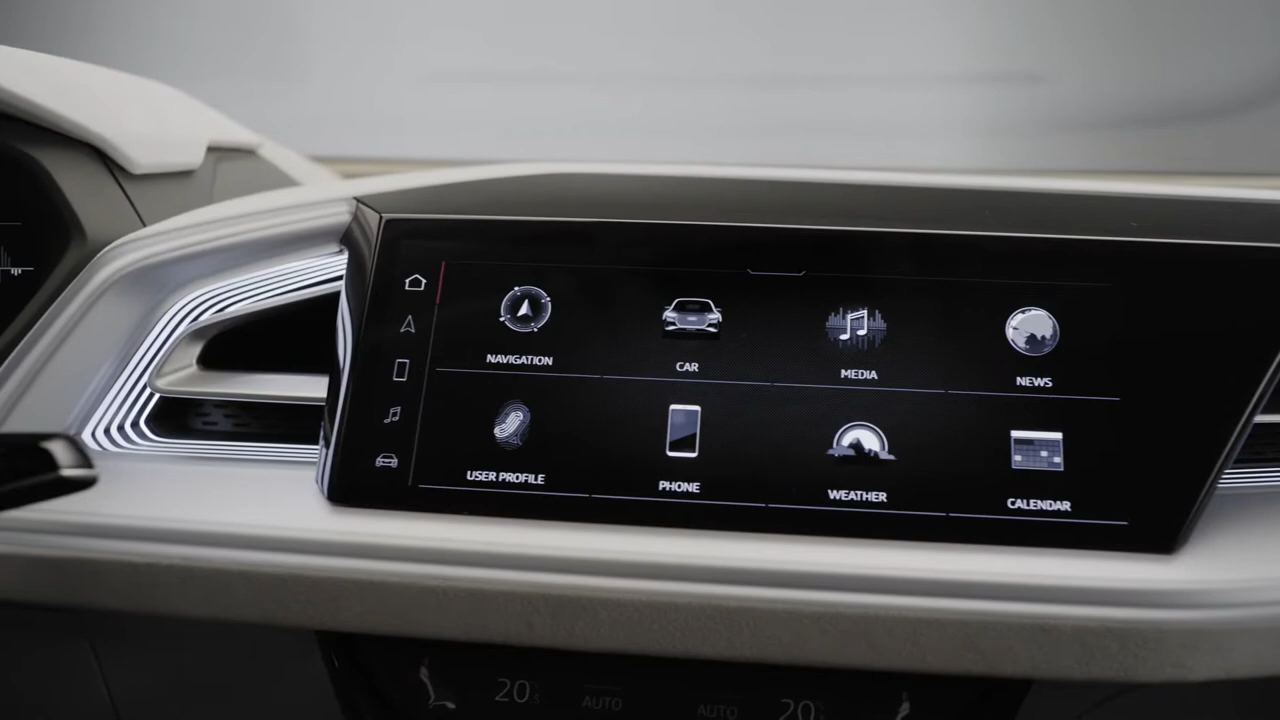 NAVIGATION
CAR
MEDIA
NEWS
USER PROFILE
PHONE
WEATHER
CALENDAR
20
AUTO
AUTO
20